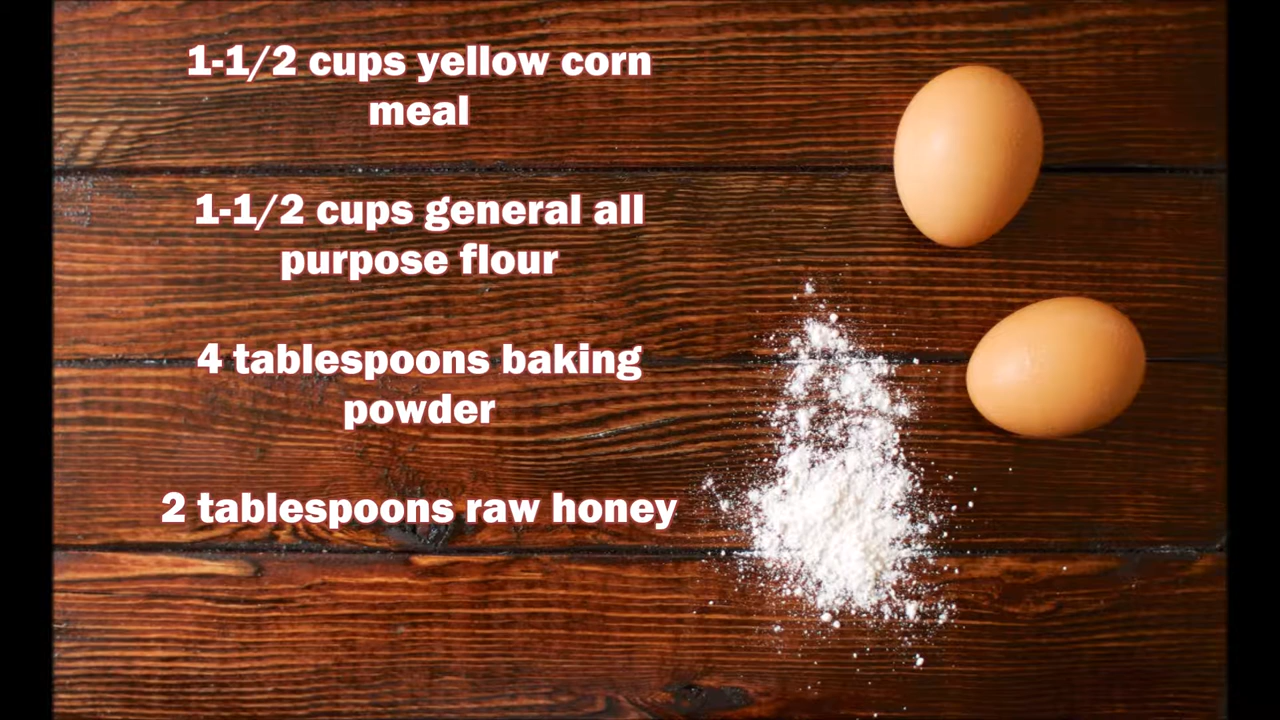 1-1/2 cups yellow corn
meal
1-1/2 cups general all
purpose flour
4 tablespoons baking
powder
2 tablespoons raw honey